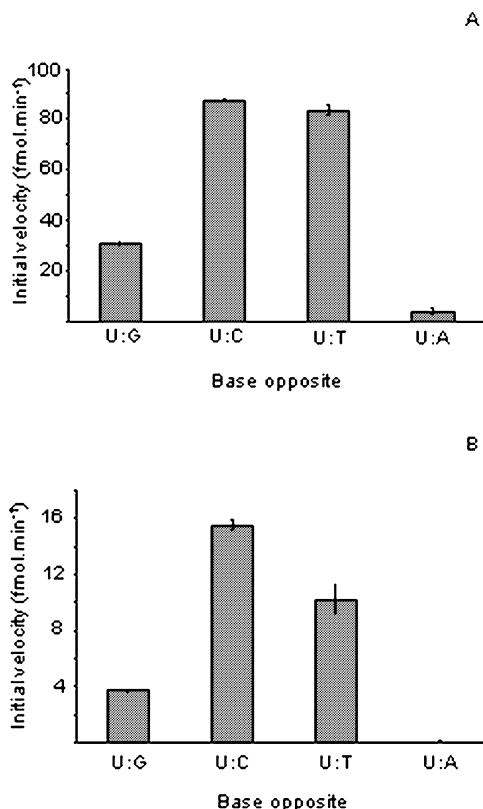 A
Initial velocity (fmol.min-1)
100
80
60
40
20
U:G U:C U:T U:A
Base opposite
B
Initial velocity (fmol.min-1)
16
12
8
4
U:G U:C U:T U:A
Base opposite